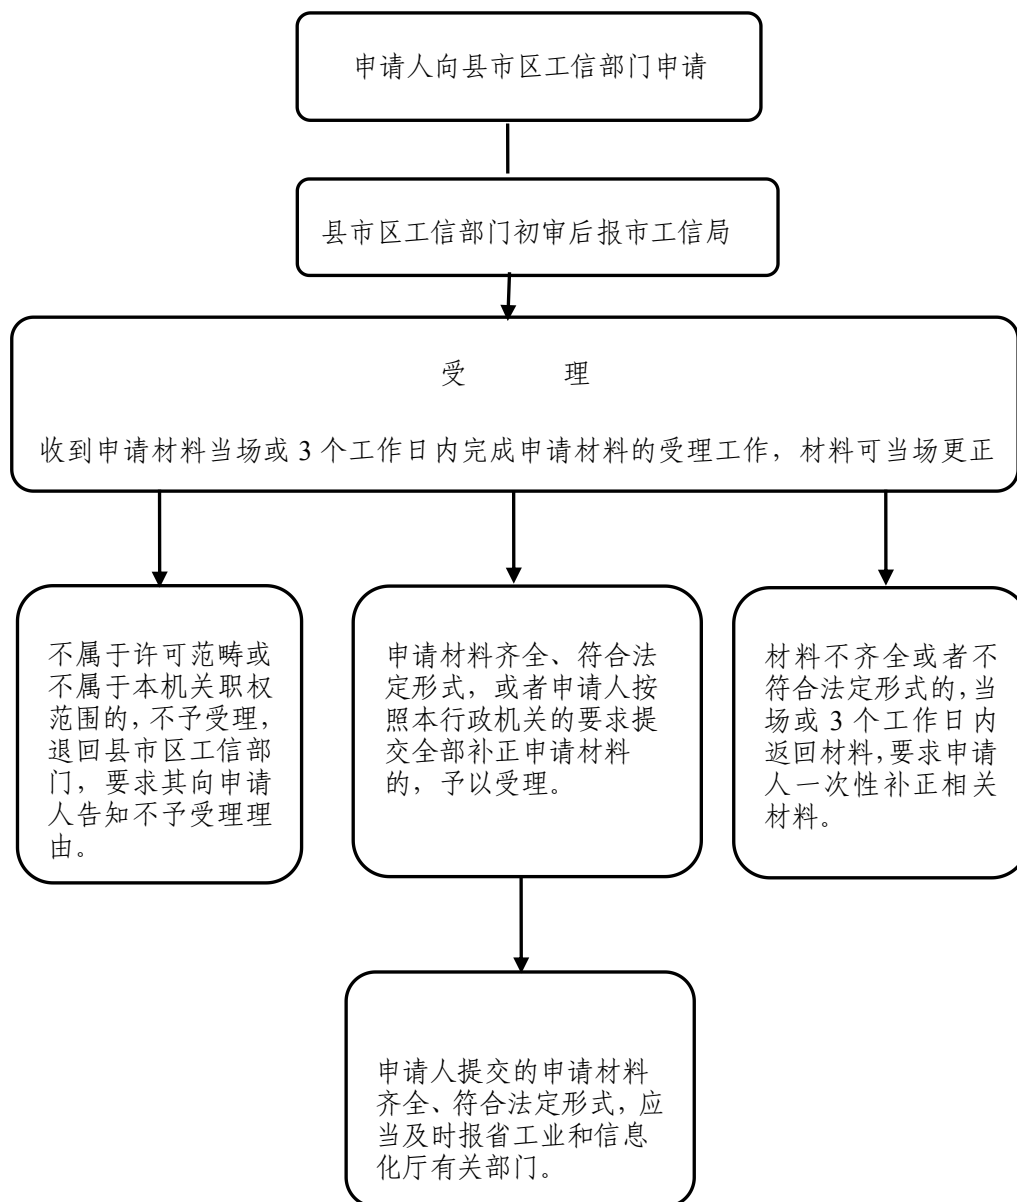 申请人向县市区工信部门申请
县市区工信部门初审后报市工信局
受 理
收到申请材料当场或 3 个工作日内完成申请材料的受理工作，材料可当场更正
不属于许可范畴或
不属于本机关职权
范围的，不予受理，
退回县市区工信部
门，要求其向申请
人告知不予受理理
由。
申请材料齐全、符合法
定形式，或者申请人按
照本行政机关的要求提
交全部补正申请材料
的，予以受理。
材料不齐全或者不
符合法定形式的，当
场或 3 个工作日内
返回材料，要求申请
人一次性补正相关
材料。
申请人提交的申请材料
齐全、符合法定形式，应
当及时报省工业和信息
化厅有关部门。